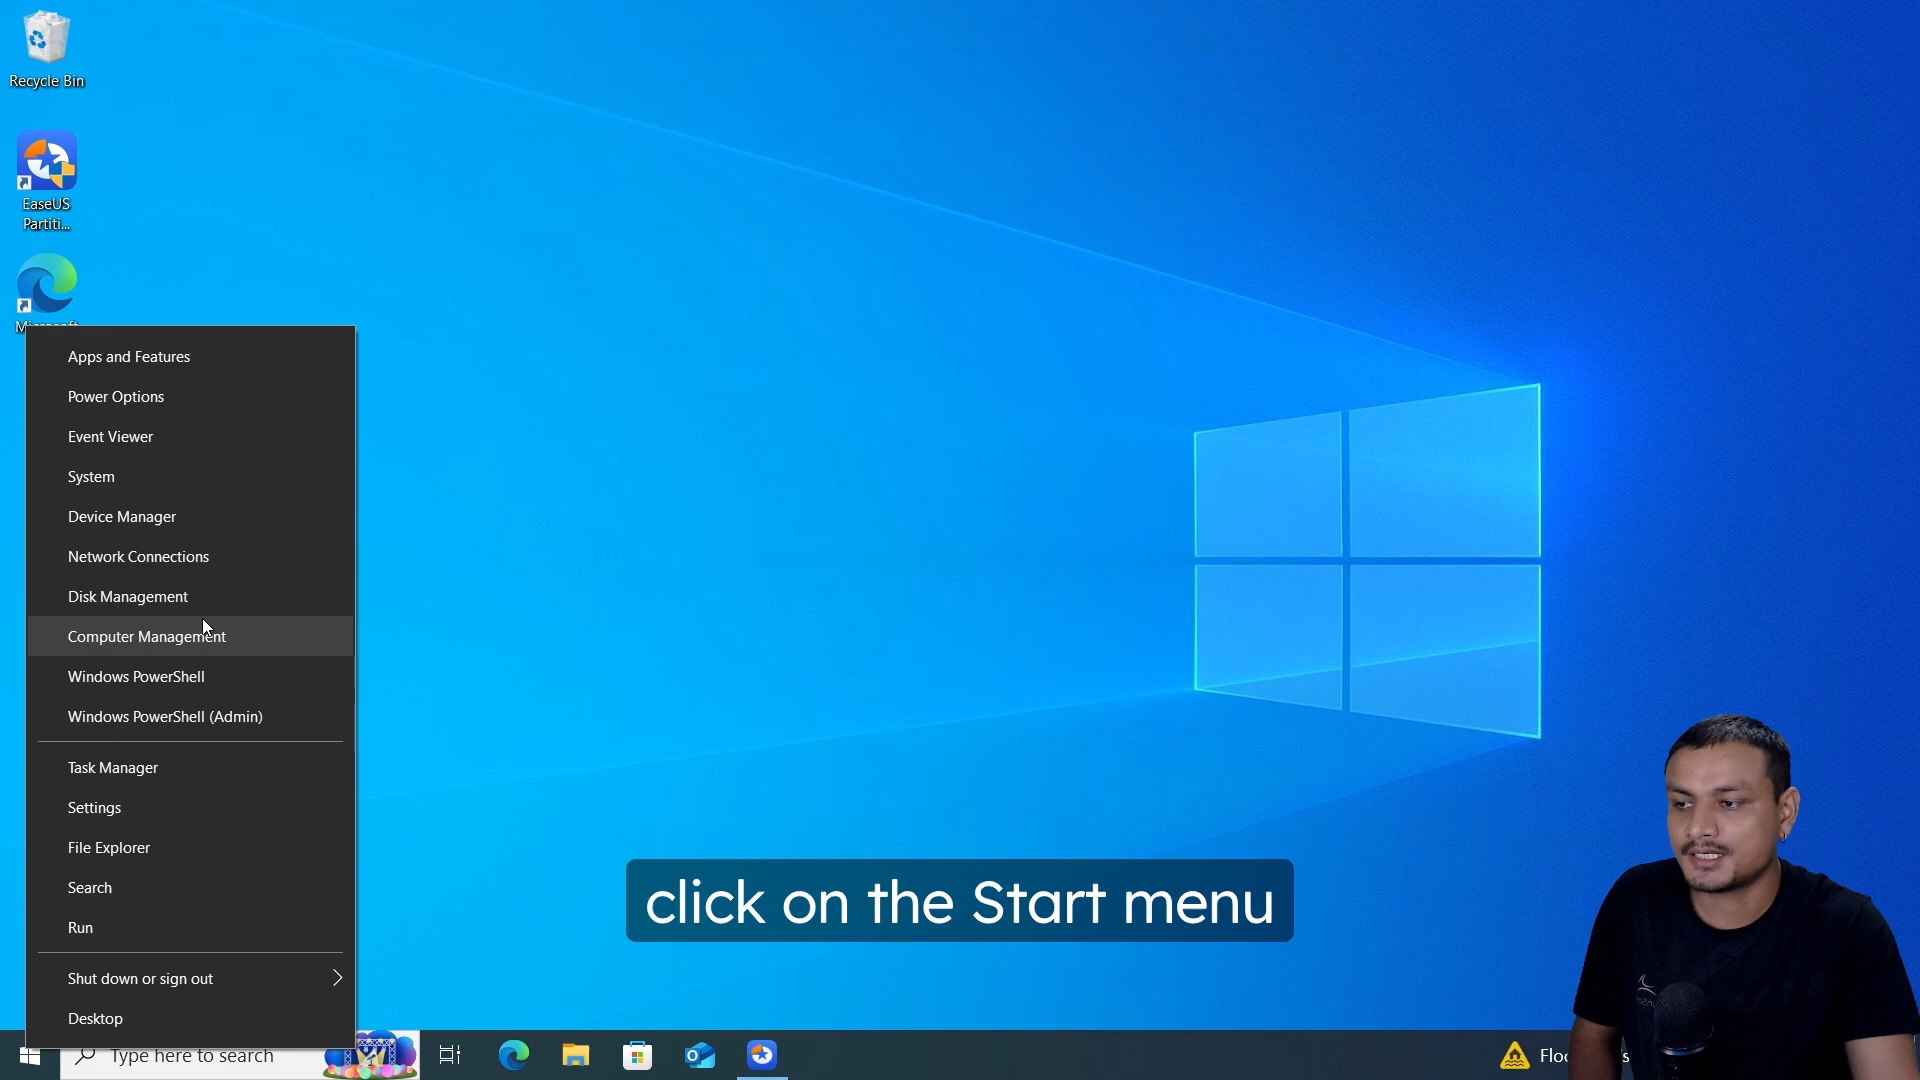 Recycle Bin
EaseUS
Partiti...
Microsoft
Apps and Features
Power Options
Event Viewer
System
Device Manager
Network Connections
Disk Management
Computer Management
Windows PowerShell
Windows PowerShell (Admin)
Task Manager
Settings
File Explorer
Search
Run
Shut down or sign out
Desktop
click on the Start menu
Type here to search